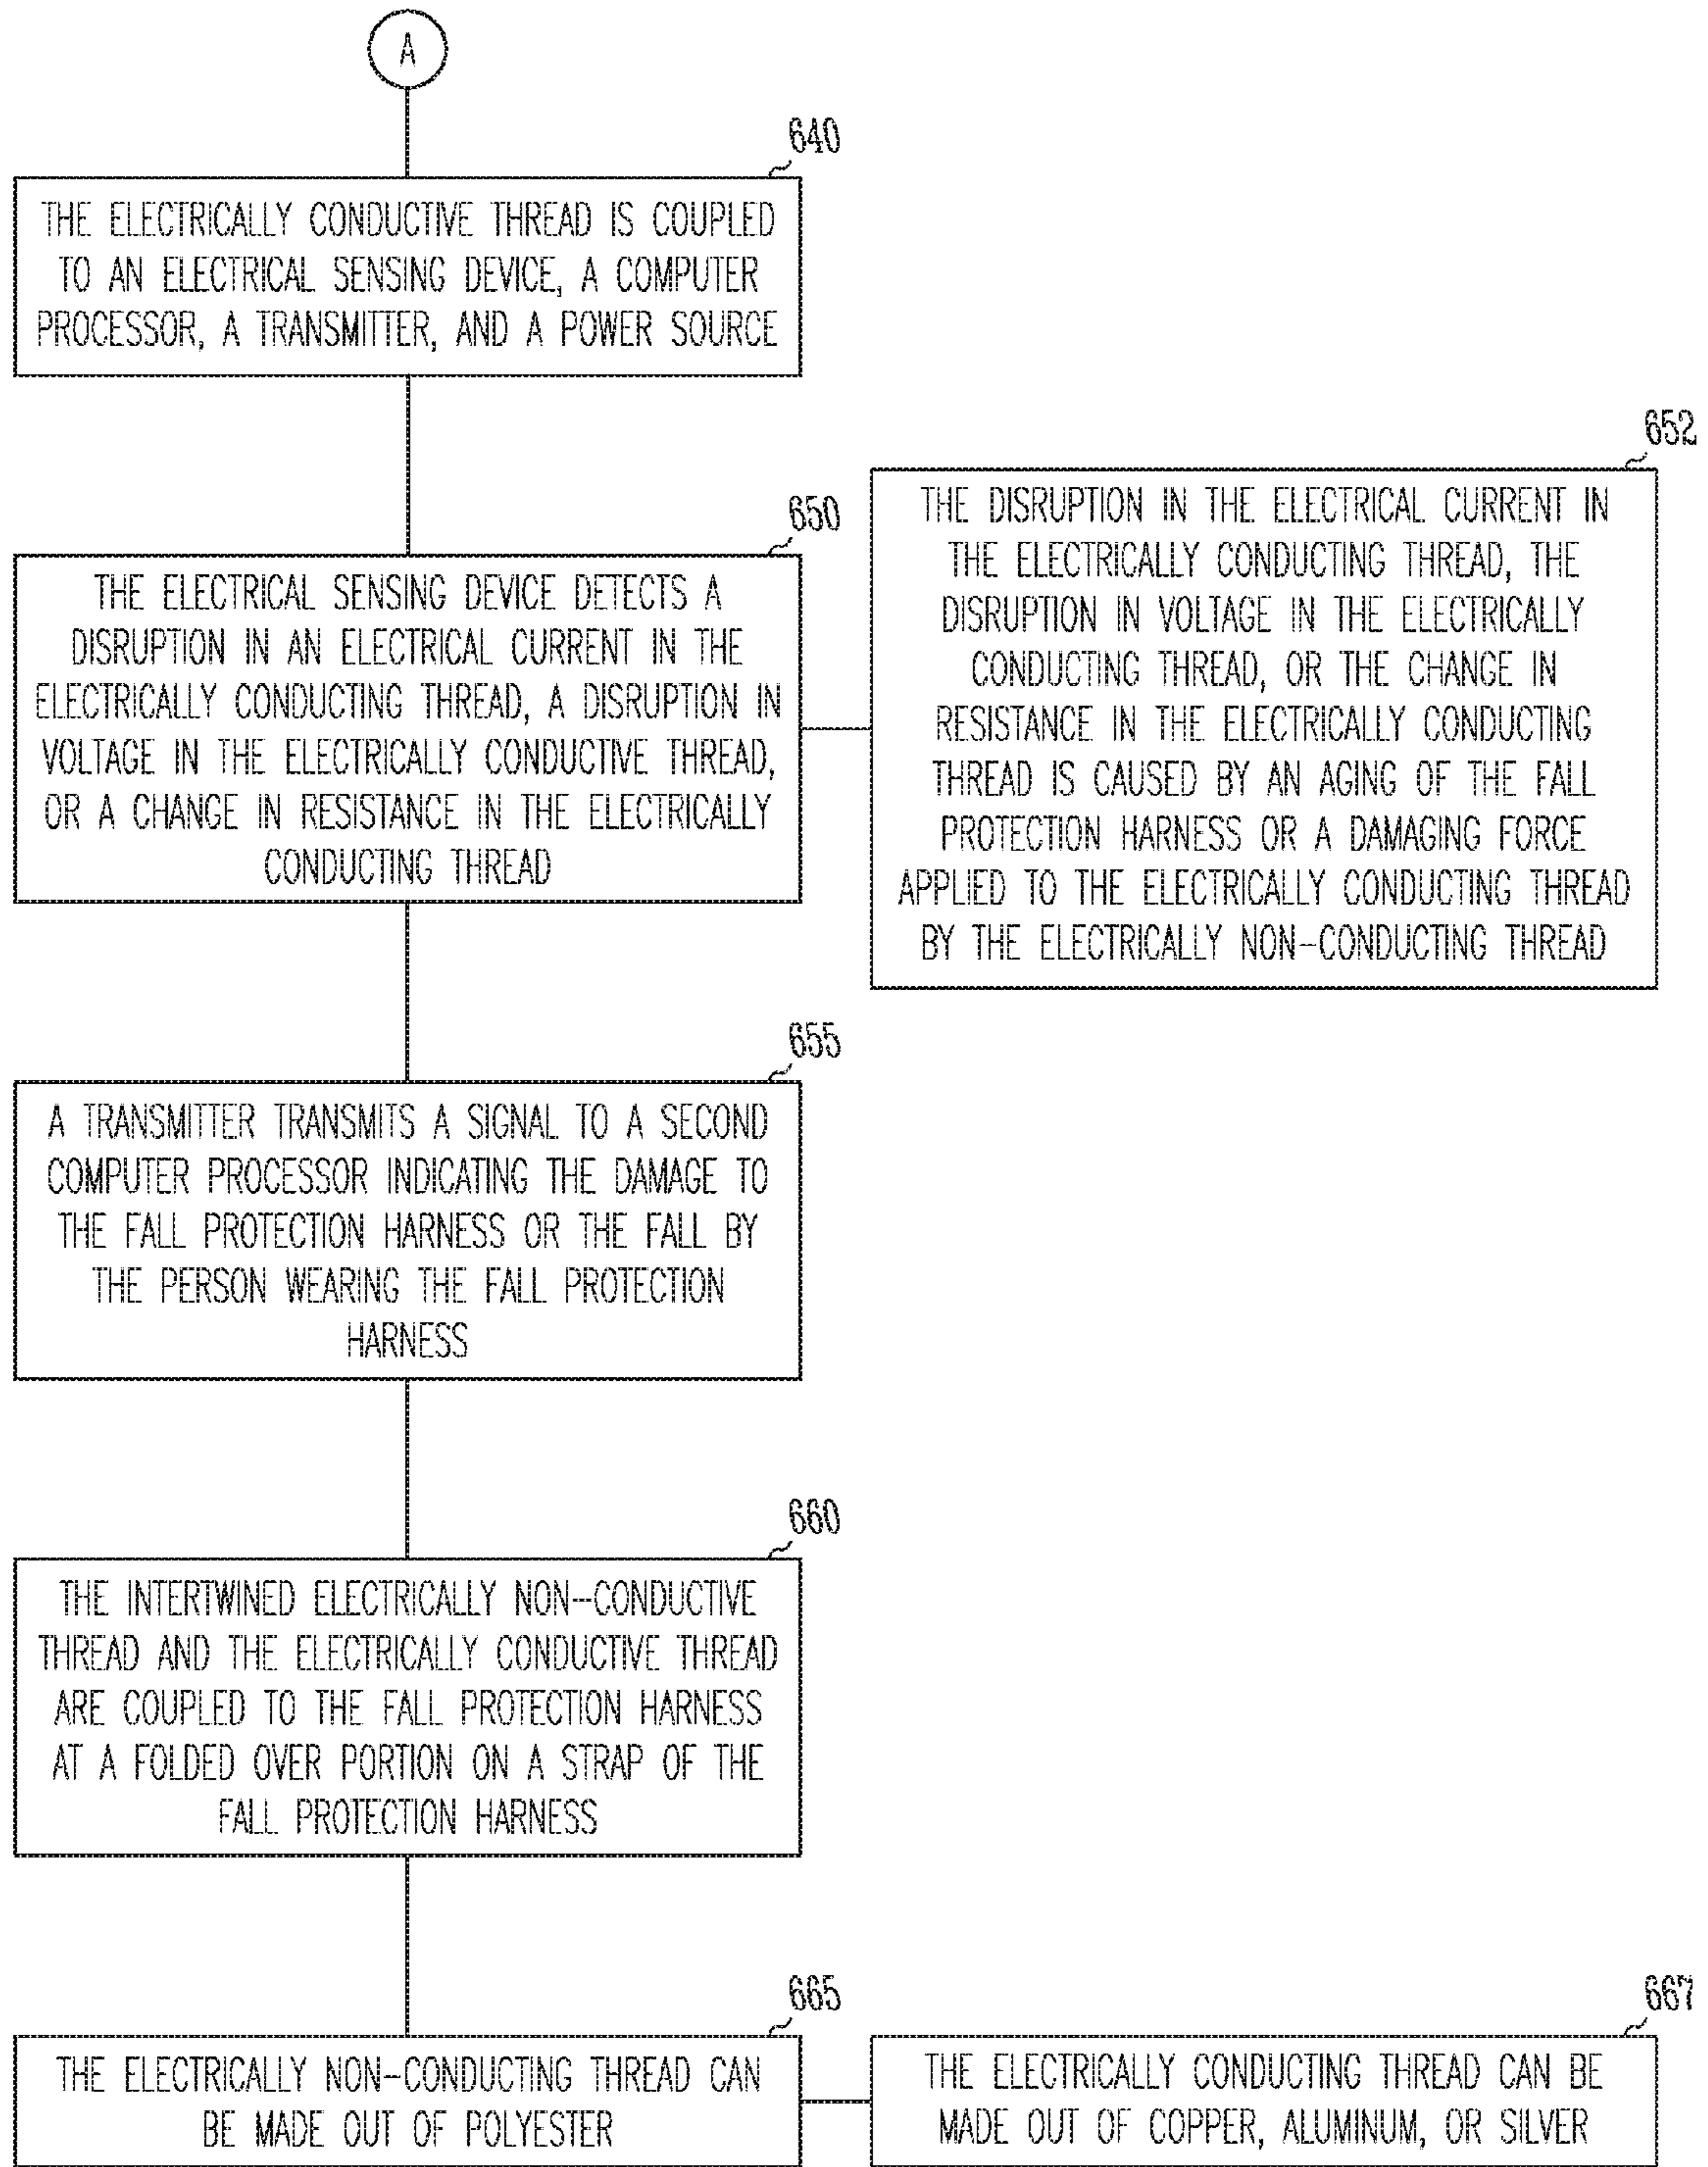 A
640
THE ELECTRICALLY CONDUCTIVE THREAD IS COUPLED
TO AN ELECTRICAL SENSING DEVICE, A COMPUTER
PROCESSOR, A TRANSMITTER, AND A POWER SOURCE
650
THE ELECTRICAL SENSING DEVICE DETECTS A
DISRUPTION IN AN ELECTRICAL CURRENT IN THE
ELECTRICALLY CONDUCTING THREAD, A DISRUPTION IN
VOLTAGE IN THE ELECTRICALLY CONDUCTIVE THREAD,
OR A CHANGE IN RESISTANCE IN THE ELECTRICALLY
CONDUCTING THREAD
652
THE DISRUPTION IN THE ELECTRICAL CURRENT IN
THE ELECTRICALLY CONDUCTING THREAD, THE
DISRUPTION IN VOLTAGE IN THE ELECTRICALLY
CONDUCTING THREAD, OR THE CHANGE IN
RESISTANCE IN THE ELECTRICALLY CONDUCTING
THREAD IS CAUSED BY AN AGING OF THE FALL
PROTECTION HARNESS OR A DAMAGING FORCE
APPLIED TO THE ELECTRICALLY CONDUCTING THREAD
BY THE ELECTRICALLY NON-CONDUCTING THREAD
655
A TRANSMITTER TRANSMITS A SIGNAL TO A SECOND
COMPUTER PROCESSOR INDICATING THE DAMAGE TO
THE FALL PROTECTION HARNESS OR THE FALL BY
THE PERSON WEARING THE FALL PROTECTION
HARNESS
660
THE INTERTWINED ELECTRICALLY NON-CONDUCTIVE
THREAD AND THE ELECTRICALLY CONDUCTIVE THREAD
ARE COUPLED TO THE FALL PROTECTION HARNESS
AT A FOLDED OVER PORTION ON A STRAP OF THE
FALL PROTECTION HARNESS
665
THE ELECTRICALLY NON-CONDUCTING THREAD CAN
BE MADE OUT OF POLYESTER
667
THE ELECTRICALLY CONDUCTING THREAD CAN BE
MADE OUT OF COPPER, ALUMINUM, OR SILVER